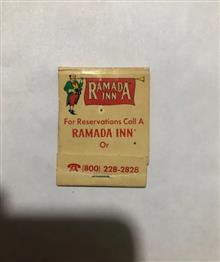 RAMADA
INN
For Reservations Call A
RAMADA INN®
Or
☎(800) 228-2828